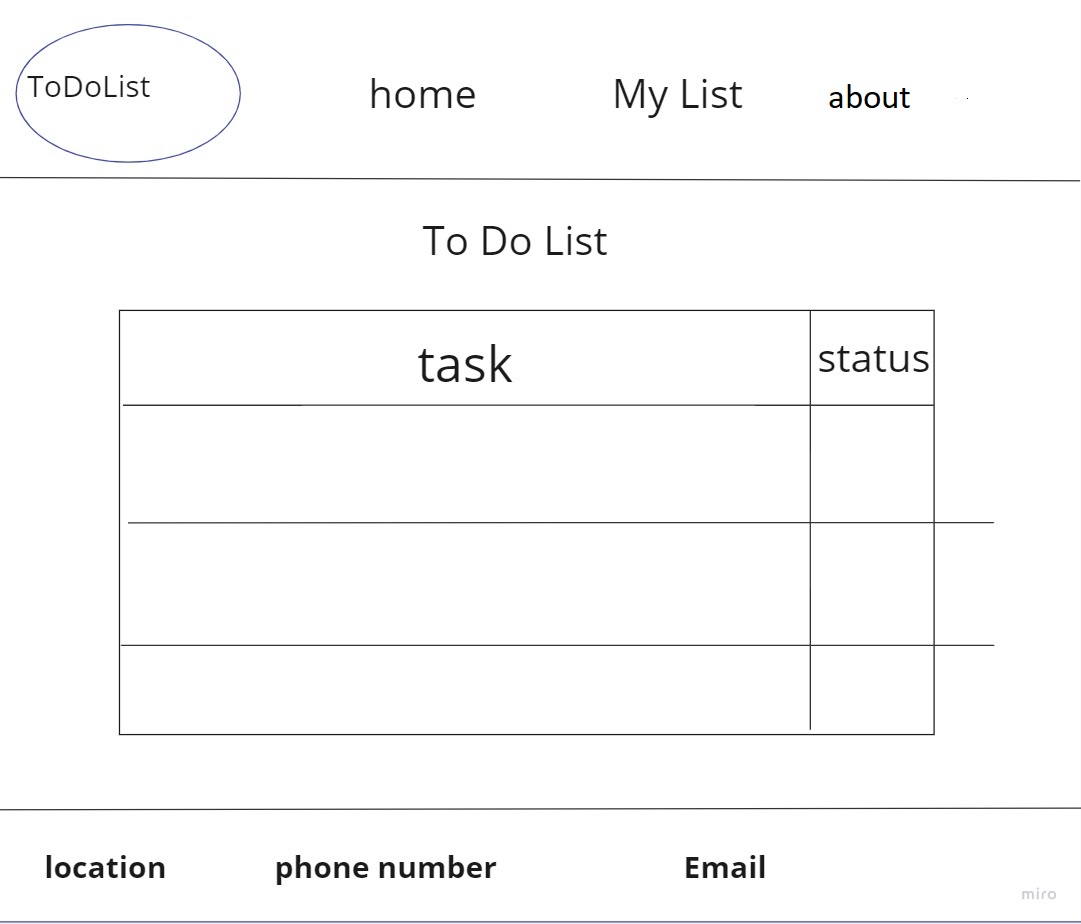 ToDoList
home
My List
about
To Do List
task
status
location
phone number
Email
miro